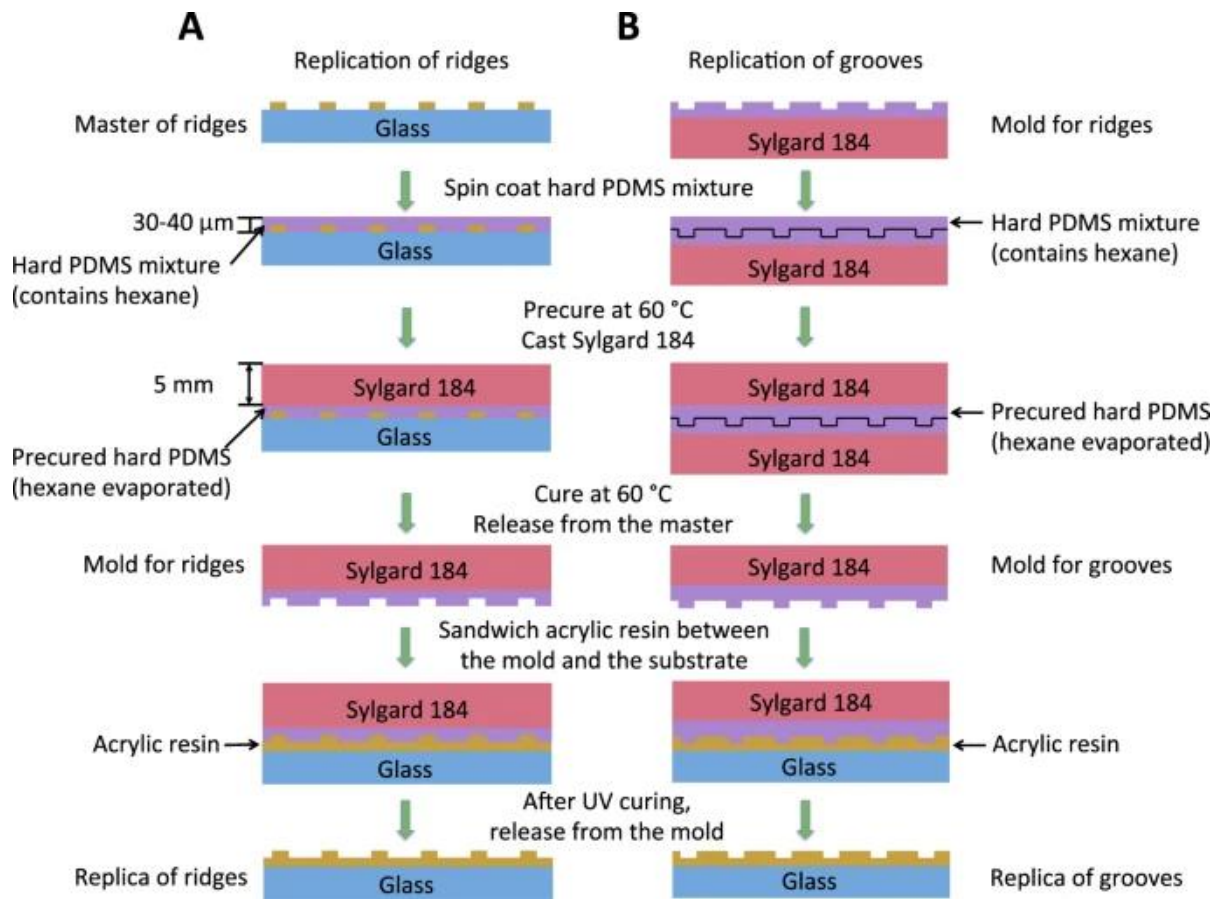 A
B
Replication of ridges
Replication of grooves
Master of ridges
Glass
Sylgard 184
Mold for ridges
Spin coat hard PDMS mixture
30-40 µm
Hard PDMS mixture
(contains hexane)
Glass
Sylgard 184
Hard PDMS mixture
(contains hexane)
Precure at 60 °C
Cast Sylgard 184
5 mm
Sylgard 184
Glass
Precured hard PDMS
(hexane evaporated)
Sylgard 184
Sylgard 184
Precured hard PDMS
(hexane evaporated)
Cure at 60 °C
Release from the master
Mold for ridges
Sylgard 184
Sylgard 184
Mold for grooves
Sandwich acrylic resin between
the mold and the substrate
Sylgard 184
Acrylic resin
Glass
Sylgard 184
Glass
Acrylic resin
After UV curing,
release from the mold
Replica of ridges
Glass
Glass
Replica of grooves